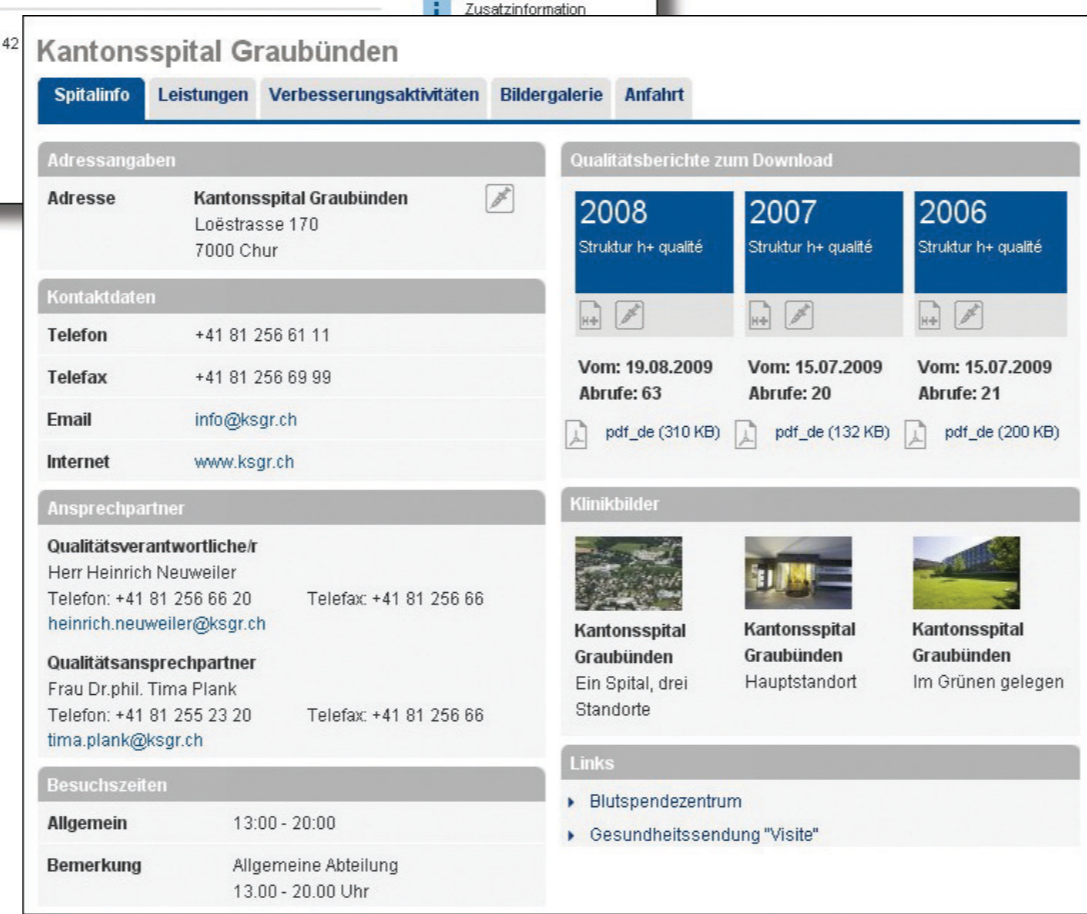 Zusatzinformation
42
Kantonsspital Graubünden
Spitalinfo Leistungen Verbesserungsaktivitäten Bildergalerie Anfahrt
Adressangaben
Adresse Kantonsspital Graubünden
Loëstrasse 170
7000 Chur
Kontaktdaten
Telefon +41 81 256 61 11
Telefax +41 81 256 69 99
Email info@ksgr.ch
Internet www.ksgr.ch
Ansprechpartner
Qualitätsverantwortliche/r
Herr Heinrich Neuweiler
Telefon: +41 81 256 66 20 Telefax: +41 81 256 66
heinrich.neuweiler@ksgr.ch
Qualitätsansprechpartner
Frau Dr.phil. Tima Plank
Telefon: +41 81 255 23 20 Telefax: +41 81 256 66
tima.plank@ksgr.ch
Besuchszeiten
Allgemein 13:00 - 20:00
Bemerkung Allgemeine Abteilung
13.00 - 20.00 Uhr
Qualitätsberichte zum Download
2008 2007 2006
Struktur h+ qualité Struktur h+ qualité Struktur h+ qualité
H+ H+ H+
Vom: 19.08.2009 Vom: 15.07.2009 Vom: 15.07.2009
Abrufe: 63 Abrufe: 20 Abrufe: 21
pdf_de (310 KB) pdf_de (132 KB) pdf_de (200 KB)
Klinikbilder
Kantonsspital Kantonsspital Kantonsspital
Graubünden Graubünden Graubünden
Ein Spital, drei Hauptstandort Im Grünen gelegen
Standorte
Links
Blutspendezentrum
Gesundheitssendung "Visite"